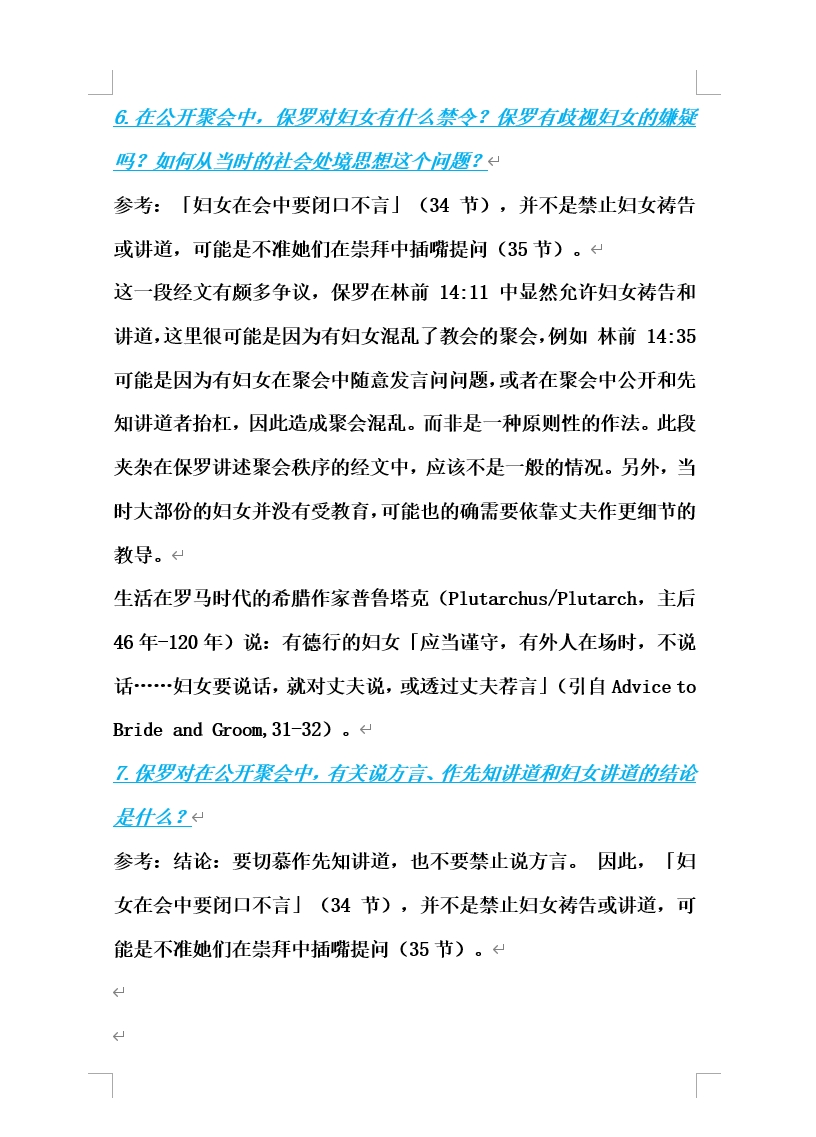 6.在公开聚会中，保罗对妇女有什么禁令？保罗有歧视妇女的嫌疑
吗？如何从当时的社会处境思想这个问题？
参考：「妇女在会中要闭口不言」（34 节），并不是禁止妇女祷告
或讲道，可能是不准她们在崇拜中插嘴提问（35 节）。
这一段经文有颇多争议，保罗在林前 14:11 中显然允许妇女祷告和
讲道，这里很可能是因为有妇女混乱了教会的聚会，例如 林前 14:35
可能是因为有妇女在聚会中随意发言问问题，或者在聚会中公开和先
知讲道者抬杠，因此造成聚会混乱。而非是一种原则性的作法。此段
夹杂在保罗讲述聚会秩序的经文中，应该不是一般的情况。另外，当
时大部份的妇女并没有受教育，可能也的确需要依靠丈夫作更细节的
教导。
生活在罗马时代的希腊作家普鲁塔克（Plutarchus/Plutarch，主后
46 年-120 年）说：有德行的妇女「应当谨守，有外人在场时，不说
话……妇女要说话，就对丈夫说，或透过丈夫荐言」（引自 Advice to
Bride and Groom,31-32）。
7.保罗对在公开聚会中，有关说方言、作先知讲道和妇女讲道的结论
是什么？
参考：结论：要切慕作先知讲道，也不要禁止说方言。 因此，「妇
女在会中要闭口不言」（34 节），并不是禁止妇女祷告或讲道，可
能是不准她们在崇拜中插嘴提问（35 节）。